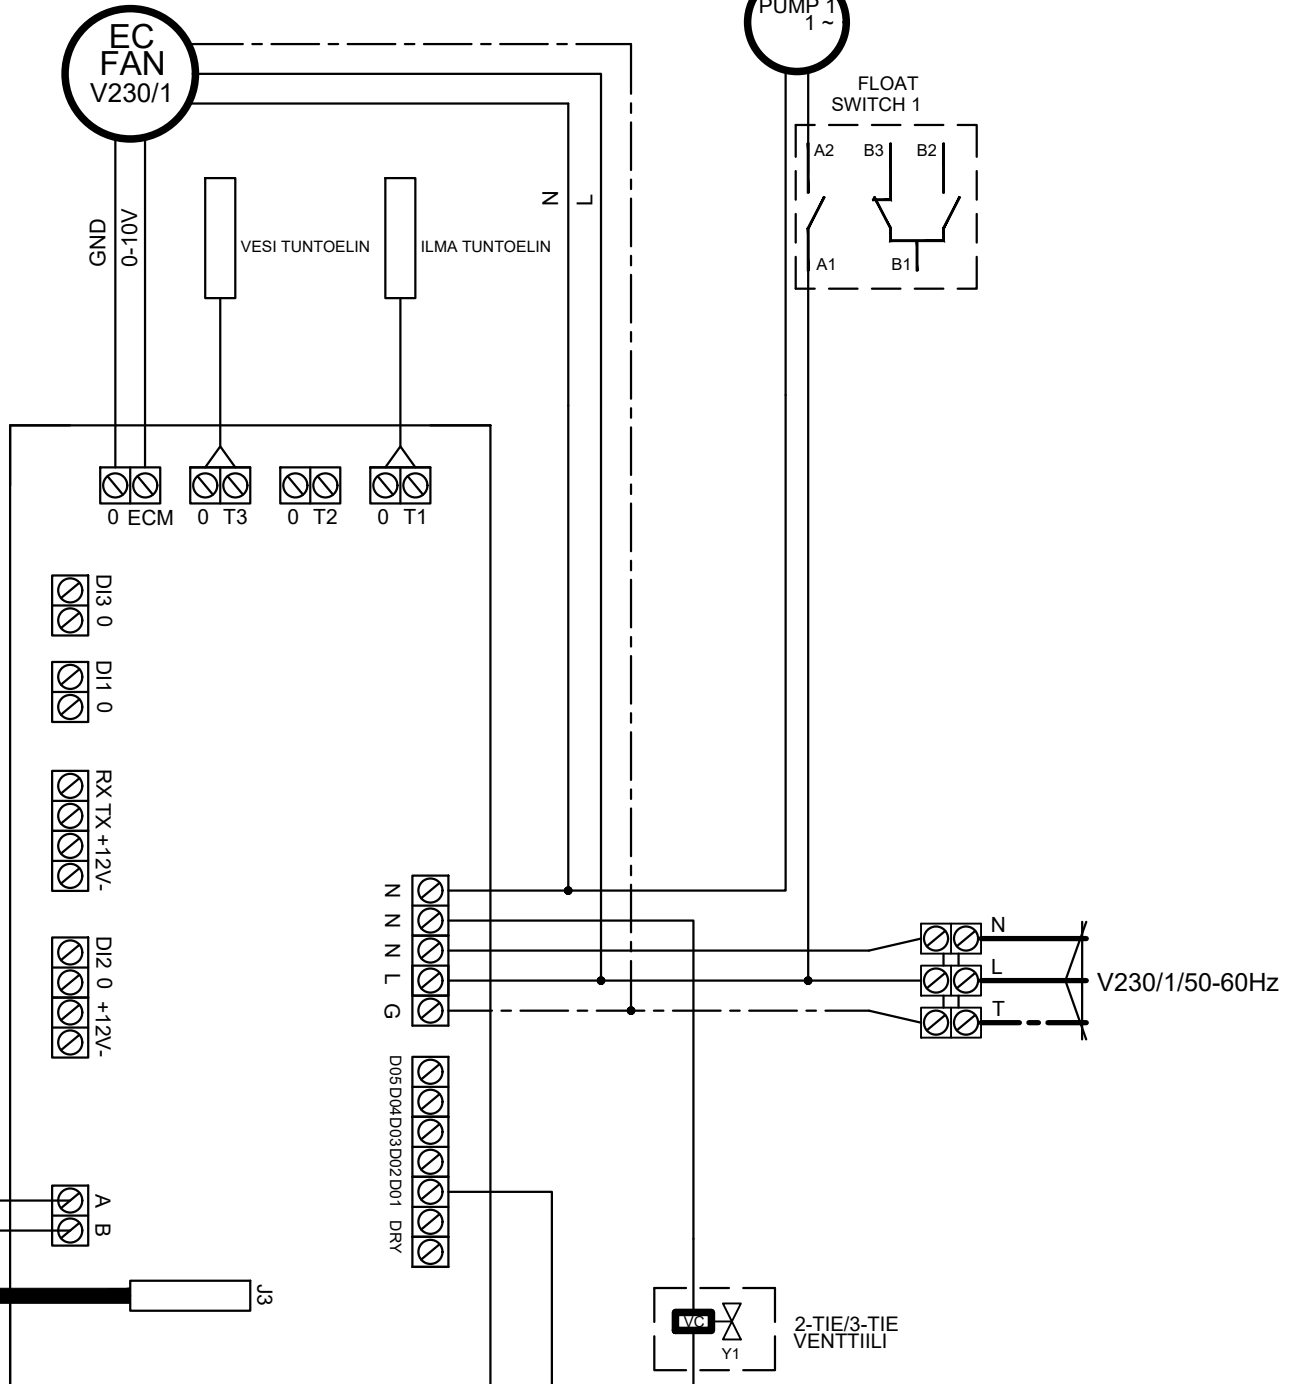 PUMP 1
1 ~
EC
FAN
V230/1
FLOAT
SWITCH 1
A2 B3 B2
A1 B1
N L
GND
0-10V
VESI TUNTOELIN
ILMA TUNTOELIN
0 ECM 0 T3 0 T2 0 T1
DI3 0
DI1 0
RX TX +12V-
DI2 0 +12V-
A
B
J3
N
N
N
L
G
D05 D04 D03 D02 D01 DRY
N
L
T
V230/1/50-60Hz
VC
Y1
2-TIE/3-TIE
VENTTIILI